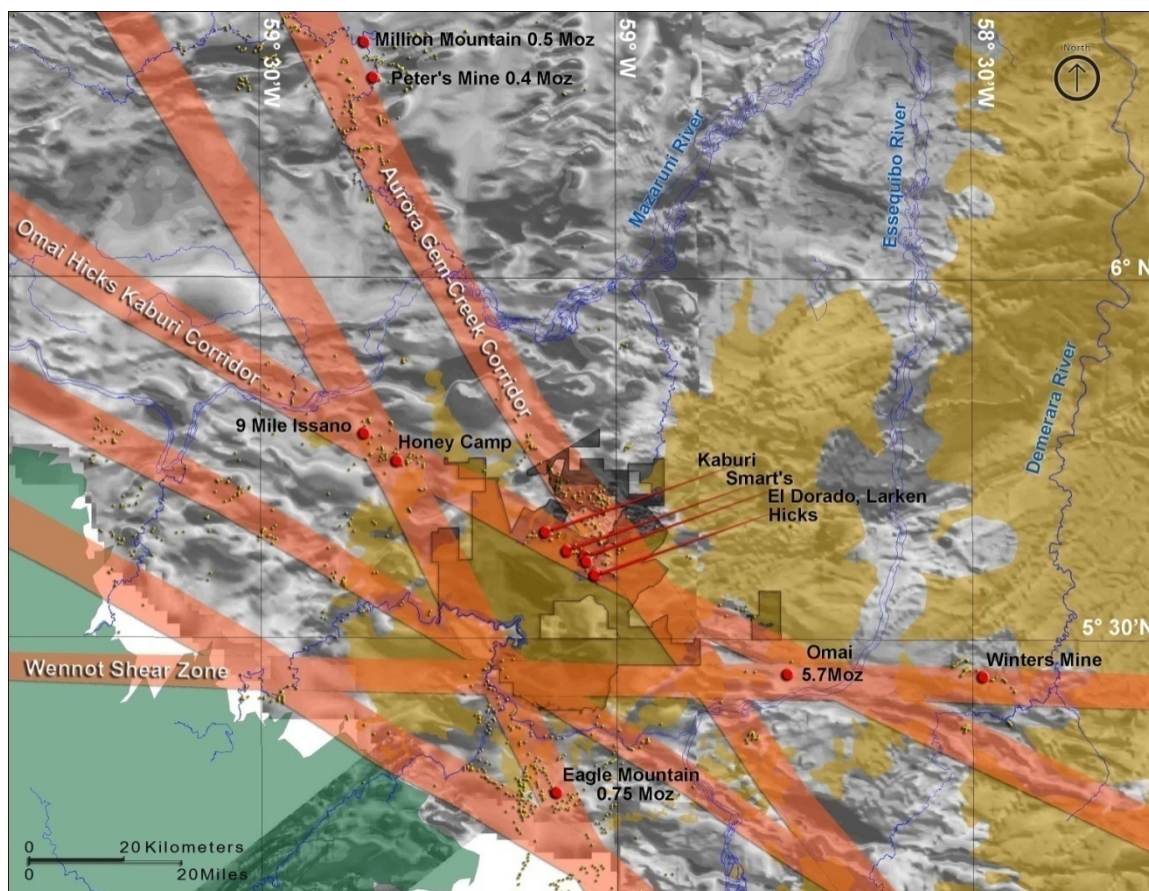 Million Mountain 0.5 Moz
Peter's Mine 0.4 Moz
59° 30'W
59° W
58° 30'W
North
Mazaruni River
Essequibo River
Demerara River
Aurora Gem Creek Corridor
Omai Hicks Kaburi Corridor
6° N
9 Mile Issano
Honey Camp
Kaburi
Smart's
El Dorado, Larken
Hicks
5° 30'N
Wennot Shear Zone
Omai
5.7Moz
Winters Mine
Eagle Mountain
0.75 Moz
0 20 Kilometers
0 20 Miles